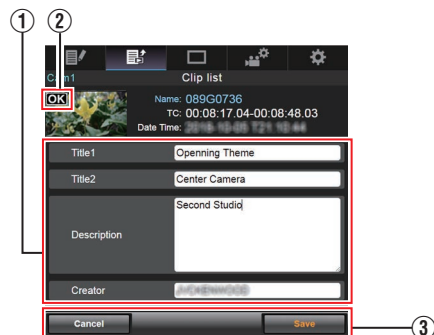 ① ②
Cam1 Clip list
OK Name: 089G0736
TC: 00:08:17.04-00:08:48.03
Date Time:
Title1 Openning Theme
Title2 Center Camera
Second Studio
Description
Creator
Cancel Save
③